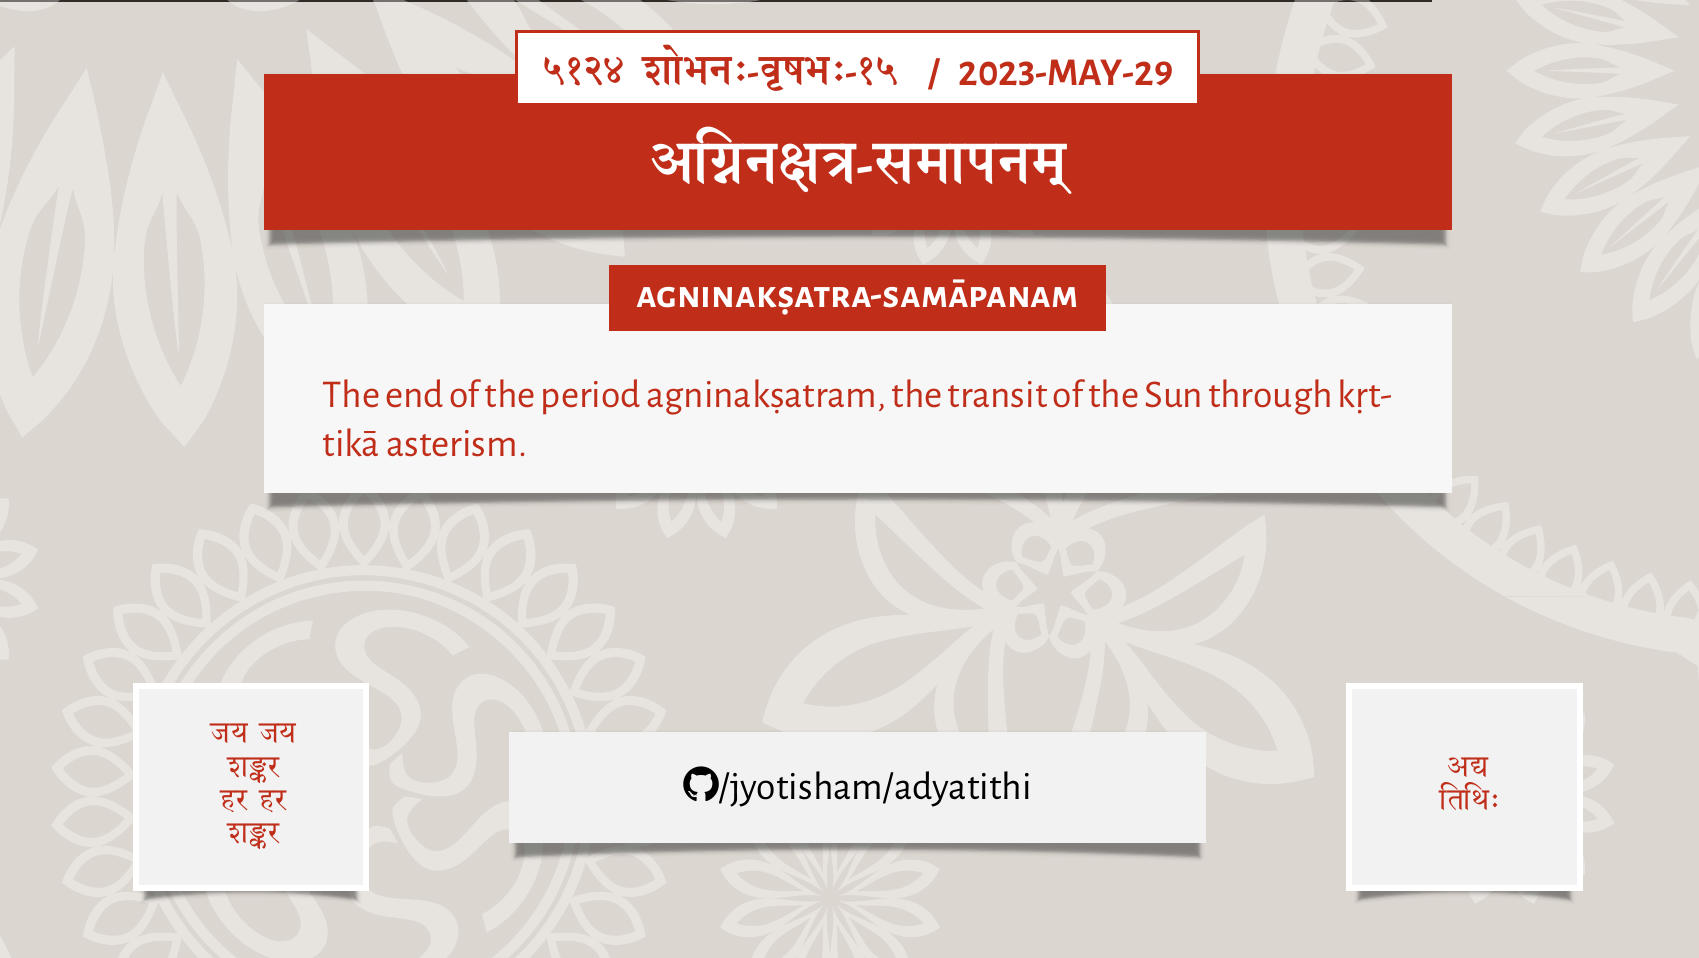 ५१२४ शोभनः-वृषभः-१५ / 2023-MAY-29
अग्निनक्षत्र-समापनम्
AGNINAKṢATRA-SAMĀPANAM
The end of the period agninakṣatram, the transit of the Sun through kṛt-
tikā asterism.
जय जय
शङ्कर
हर हर
शङ्कर
/jyotisham/adyatithi
अद्य
तिथिः